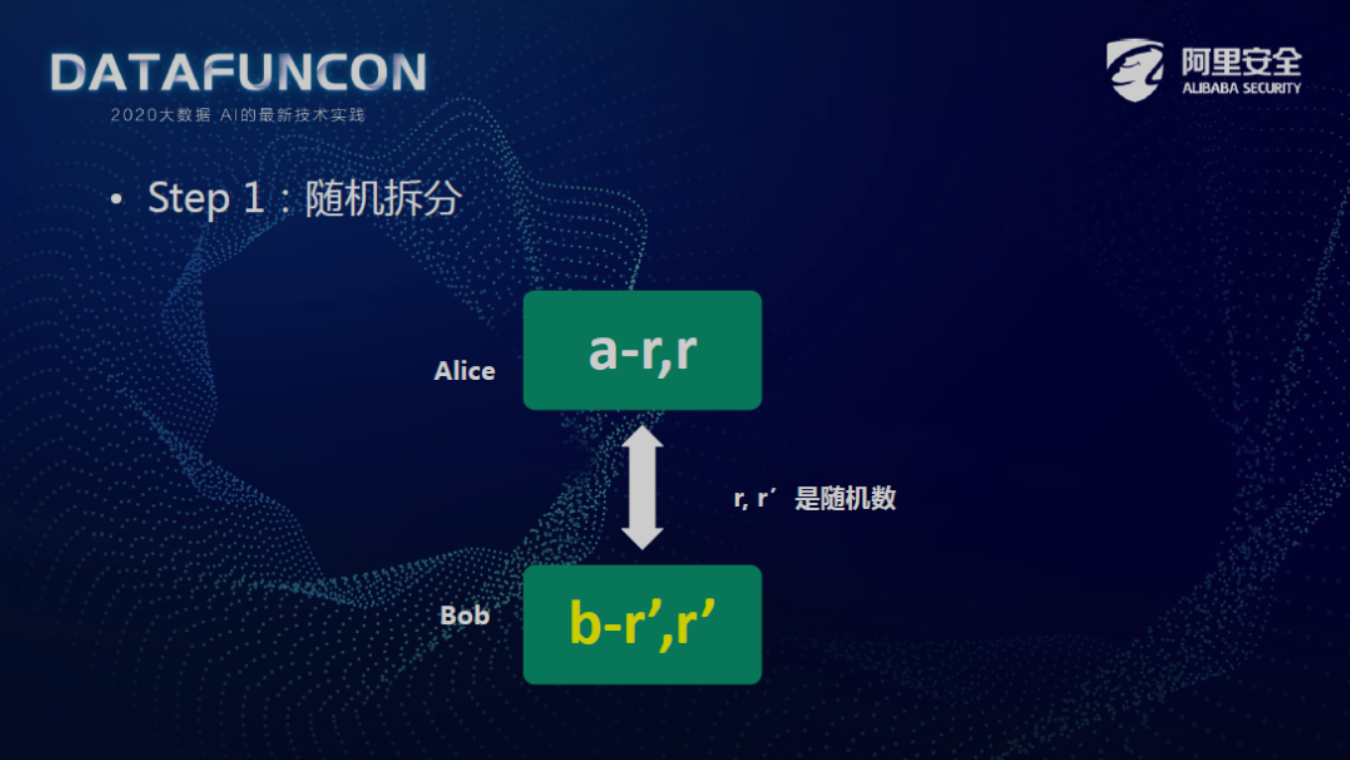 DATAFUNCON
2020大数据 AI的最新技术实践
阿里安全
ALIBABA SECURITY
• Step 1：随机拆分
Alice
a-r,r
r, r′ 是随机数
Bob
b-r’,r’